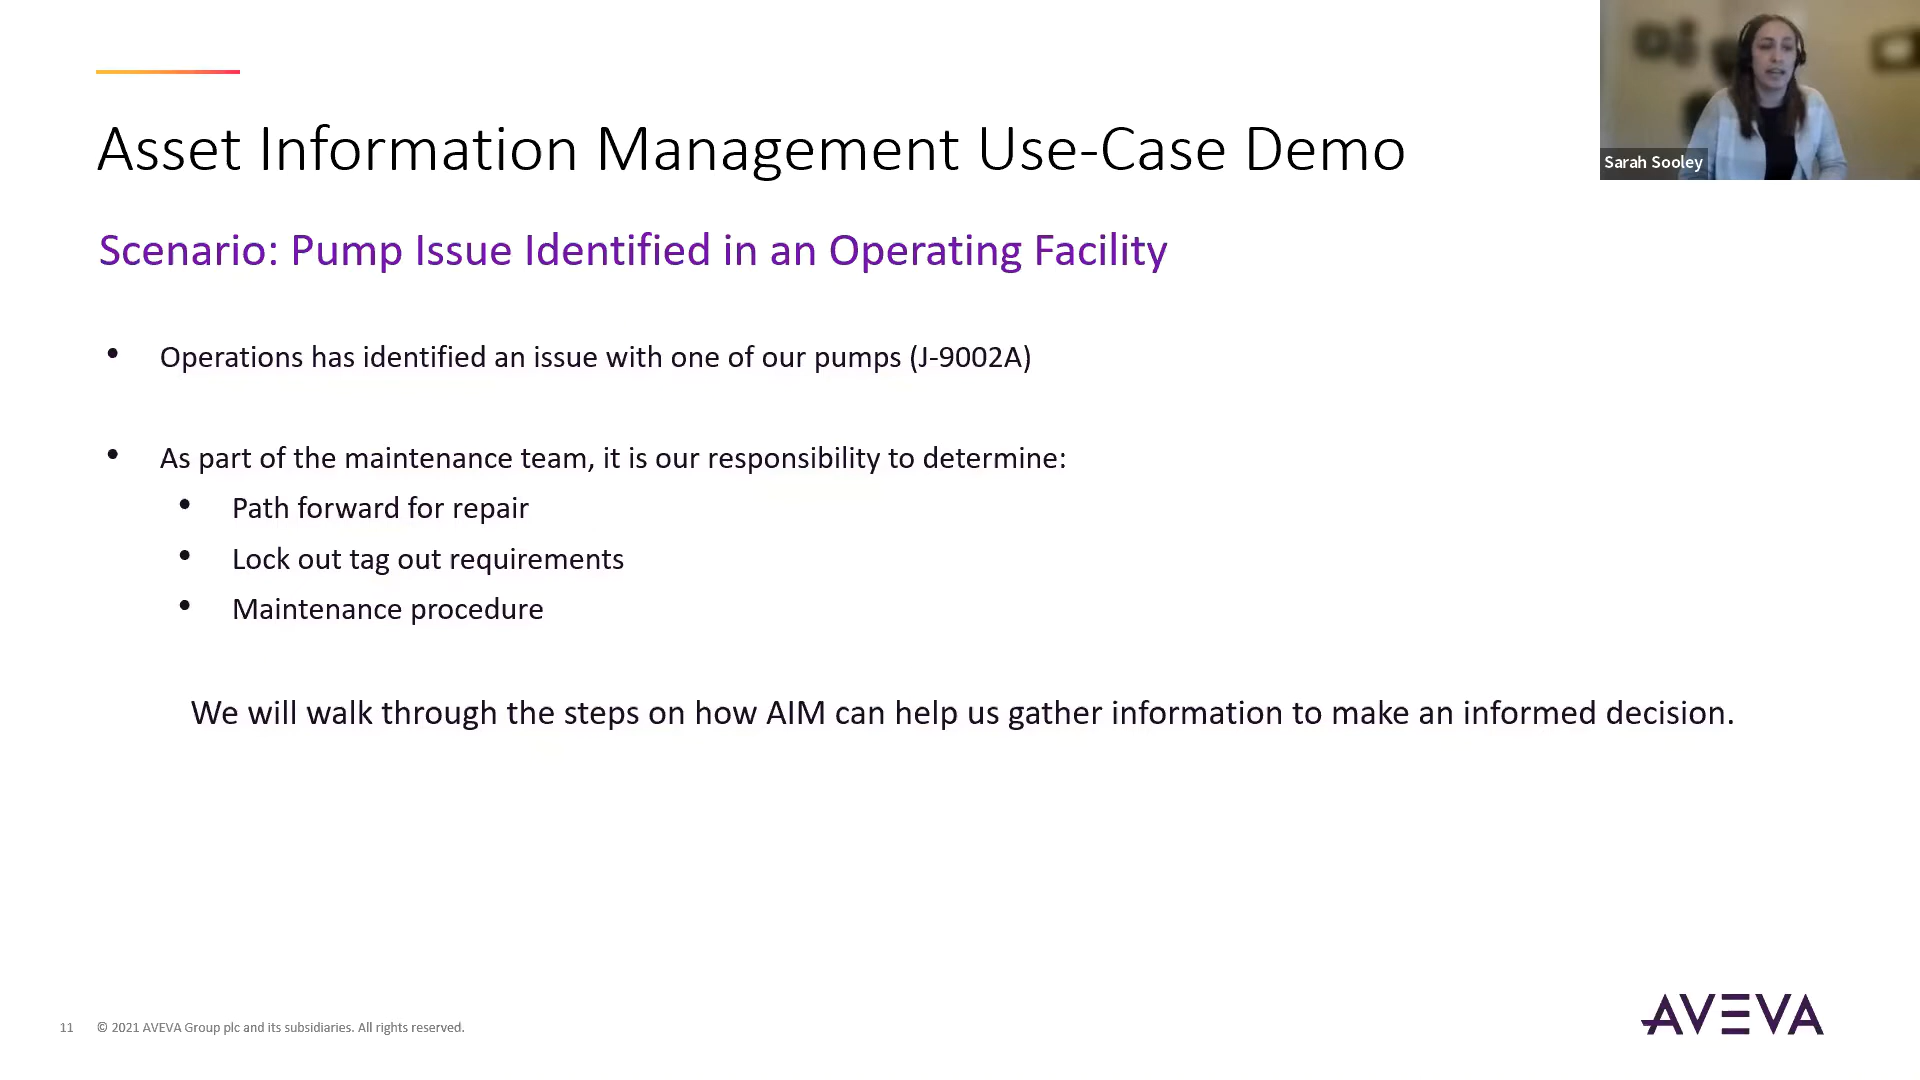 Asset Information Management Use-Case Demo
Sarah Sooley
Scenario: Pump Issue Identified in an Operating Facility
• Operations has identified an issue with one of our pumps (J-9002A)
• As part of the maintenance team, it is our responsibility to determine:
• Path forward for repair
• Lock out tag out requirements
• Maintenance procedure
We will walk through the steps on how AIM can help us gather information to make an informed decision.
11 © 2021 AVEVA Group plc and its subsidiaries. All rights reserved.
AVEVA